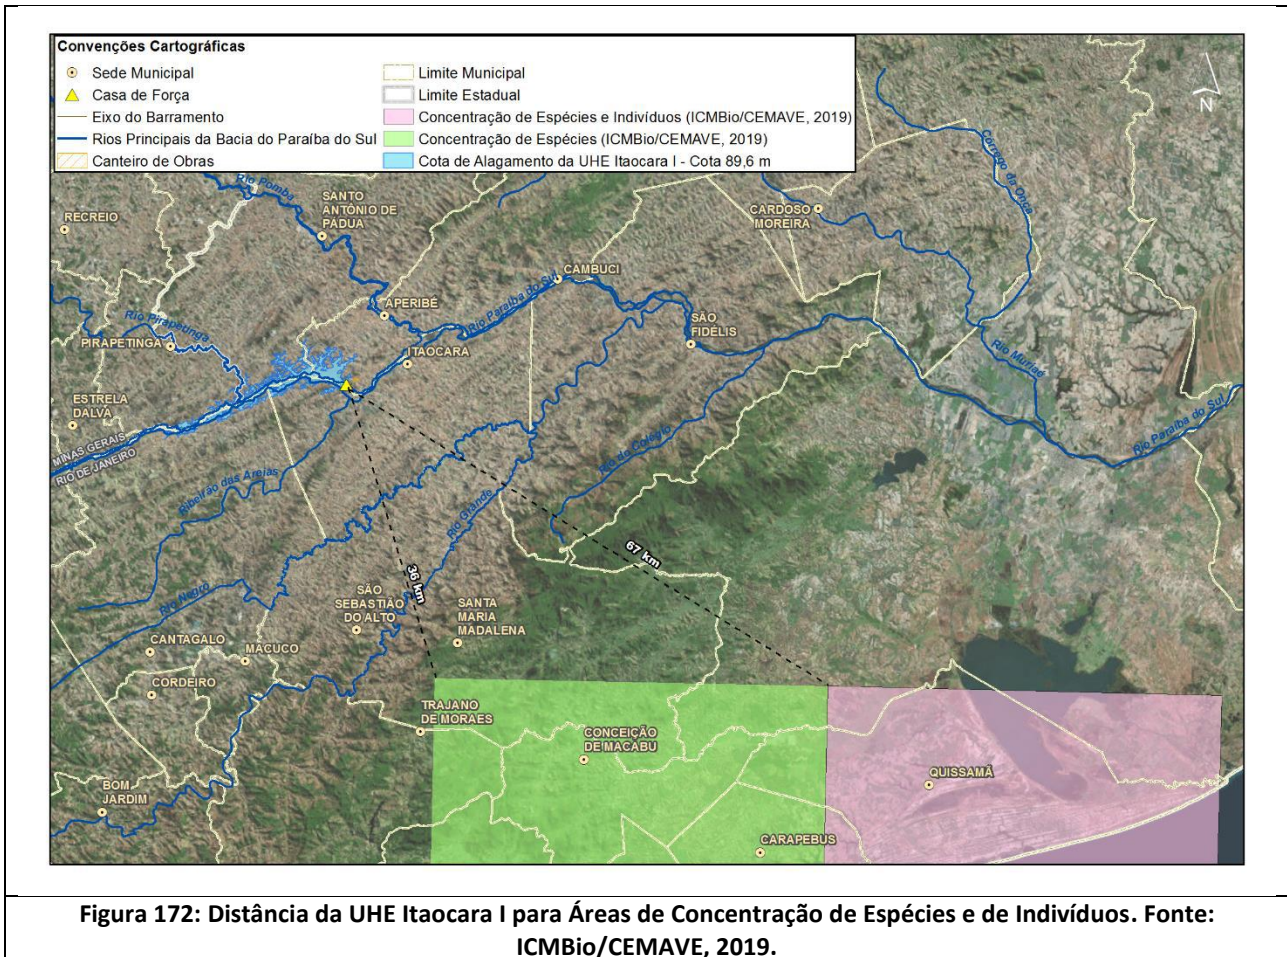 Convenções Cartográficas
Sede Municipal
Casa de Força
Eixo do Barramento
Rios Principais da Bacia do Paraíba do Sul
Canteiro de Obras
Limite Municipal
Limite Estadual
Concentração de Espécies e Indivíduos (ICMBio/CEMAVE, 2019)
Concentração de Espécies (ICMBio/CEMAVE, 2019)
Cota de Alagamento da UHE Itaocara I - Cota 89,6 m
N
Rio Pomba
SANTO
ANTÔNIO DE
PÁDUA
RECREIO
CARDOSO
MOREIRA
Córrego da Onça
CAMBUCI
Rio Paraíba do Sul
APERIBÉ
Rio Pirapetinga
PIRAPETINGA
ITAOCARA
SÃO
FIDÉLIS
Rio Muriaé
ESTRELA
DALVA
MINAS GERAIS
RIO DE JANEIRO
Rio Paraíba do Sul
Rio do Colégio
Ribeirão das Areias
Rio Grande
67 km
36 km
Rio Negro
SÃO
SEBASTIÃO
DO ALTO
SANTA
MARIA
MADALENA
CANTAGALO
MACUCO
CORDEIRO
TRAJANO
DE MORAES
CONCEIÇÃO
DE MACABU
QUISSAMÃ
BOM
JARDIM
CARAPEBUS
Figura 172: Distância da UHE Itaocara I para Áreas de Concentração de Espécies e de Indivíduos. Fonte:
ICMBio/CEMAVE, 2019.